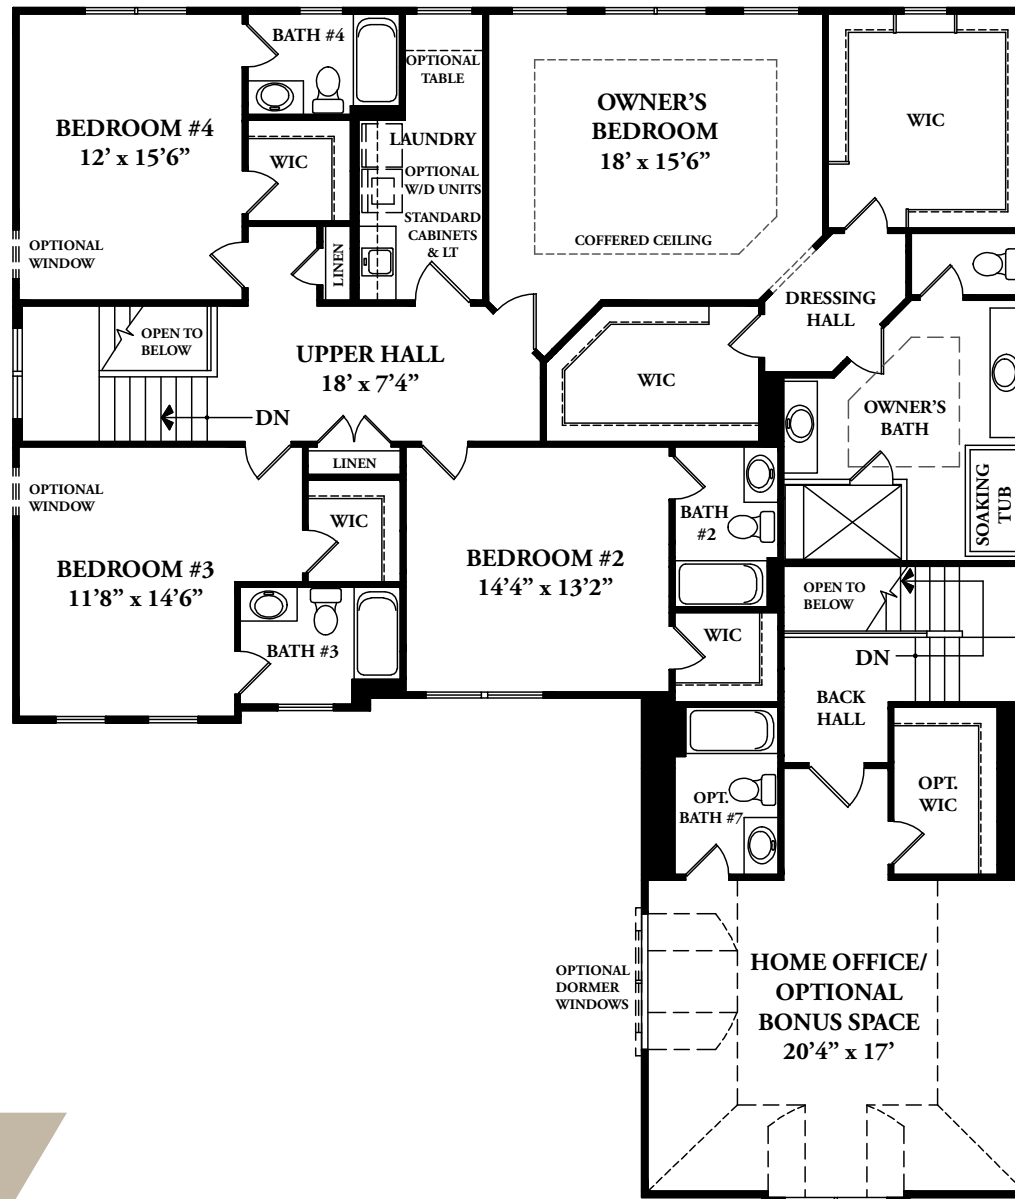 BATH #4
OPTIONAL
TABLE
BEDROOM #4
12’ x 15’6”
WIC
LAUNDRY
OPTIONAL
W/D UNITS
STANDARD
CABINETS
& LT
OWNER’S
BEDROOM
18’ x 15’6”
COFFERED CEILING
WIC
OPTIONAL
WINDOW
LINEN
DRESSING
HALL
OPEN TO
BELOW
UPPER HALL
18’ x 7’4”
DN
WIC
OWNER’S
BATH
SOAKING
TUB
LINEN
OPTIONAL
WINDOW
WIC
BEDROOM #3
11’8” x 14’6”
BATH #3
BEDROOM #2
14’4” x 13’2”
BATH
#2
WIC
OPEN TO
BELOW
DN
BACK
HALL
OPT.
BATH #7
OPT.
WIC
OPTIONAL
DORMER
WINDOWS
HOME OFFICE/
OPTIONAL
BONUS SPACE
20’4” x 17’